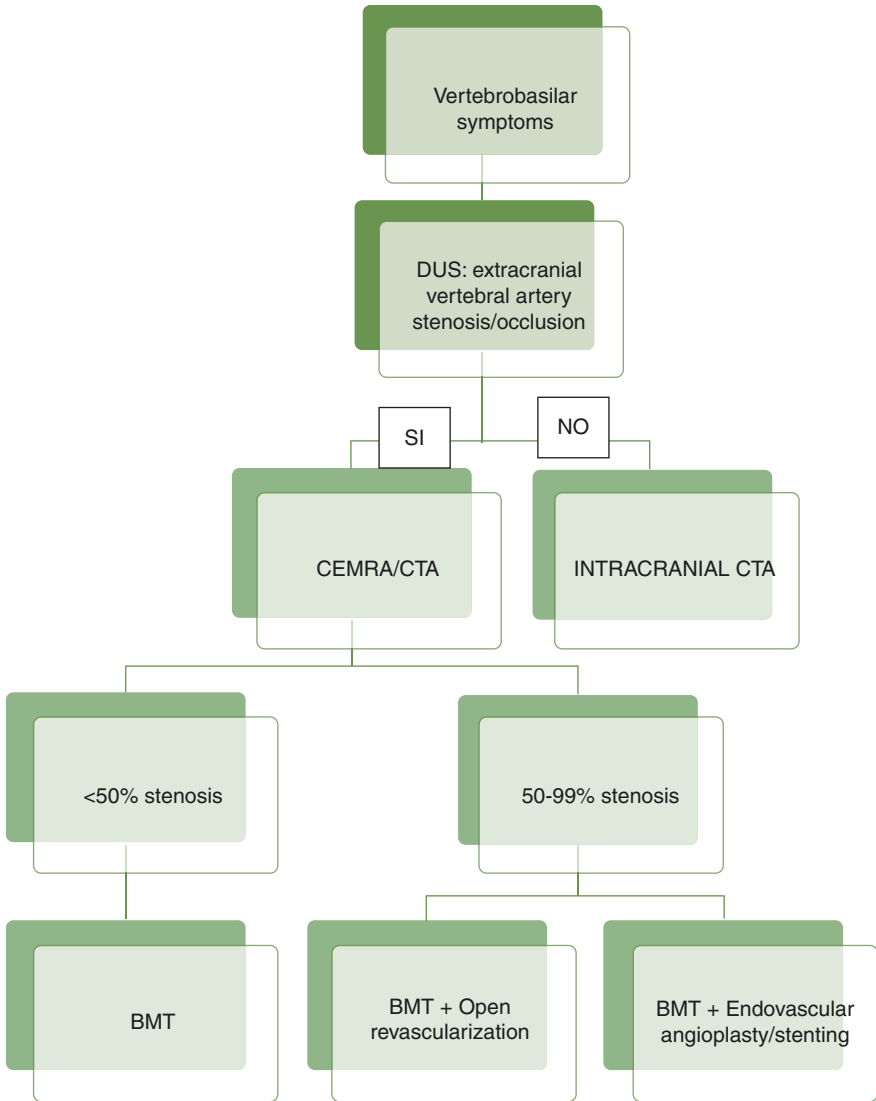 Vertebrobasilar
symptoms
DUS: extracranial
vertebral artery
stenosis/occlusion
SI
NO
CEMRA/CTA
INTRACRANIAL CTA
<50% stenosis
50-99% stenosis
BMT
BMT + Open
revascularization
BMT + Endovascular
angioplasty/stenting